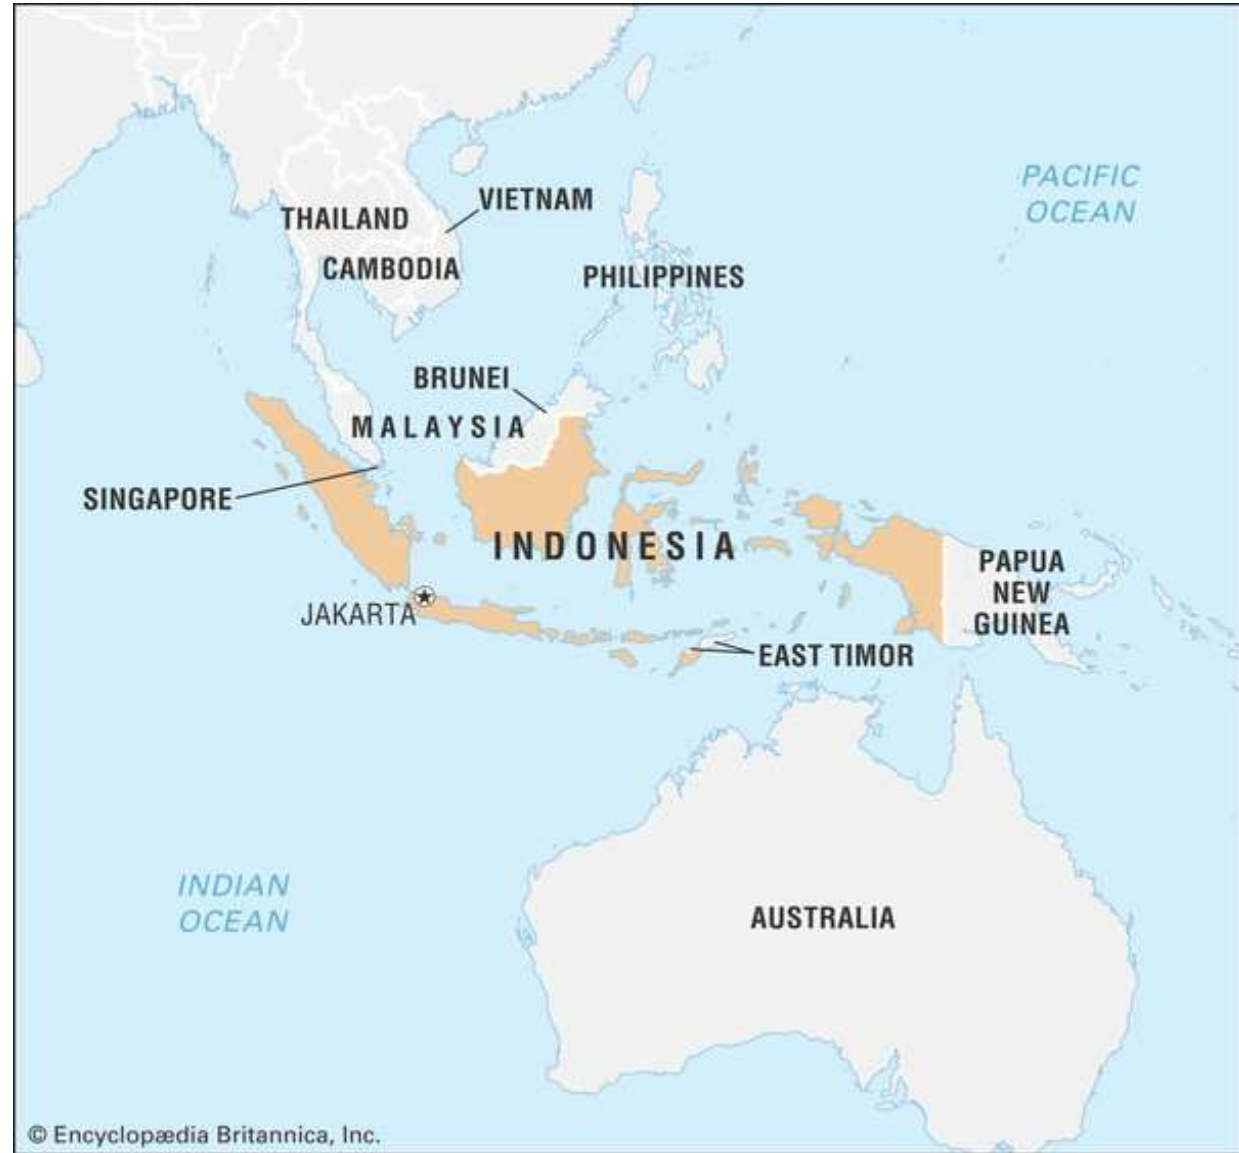 PACIFIC
OCEAN
VIETNAM
THAILAND
CAMBODIA
PHILIPPINES
BRUNEI
MALAYSIA
SINGAPORE
INDONESIA
PAPUA
NEW
GUINEA
JAKARTA
EAST TIMOR
INDIAN
OCEAN
AUSTRALIA
© Encyclopædia Britannica, Inc.